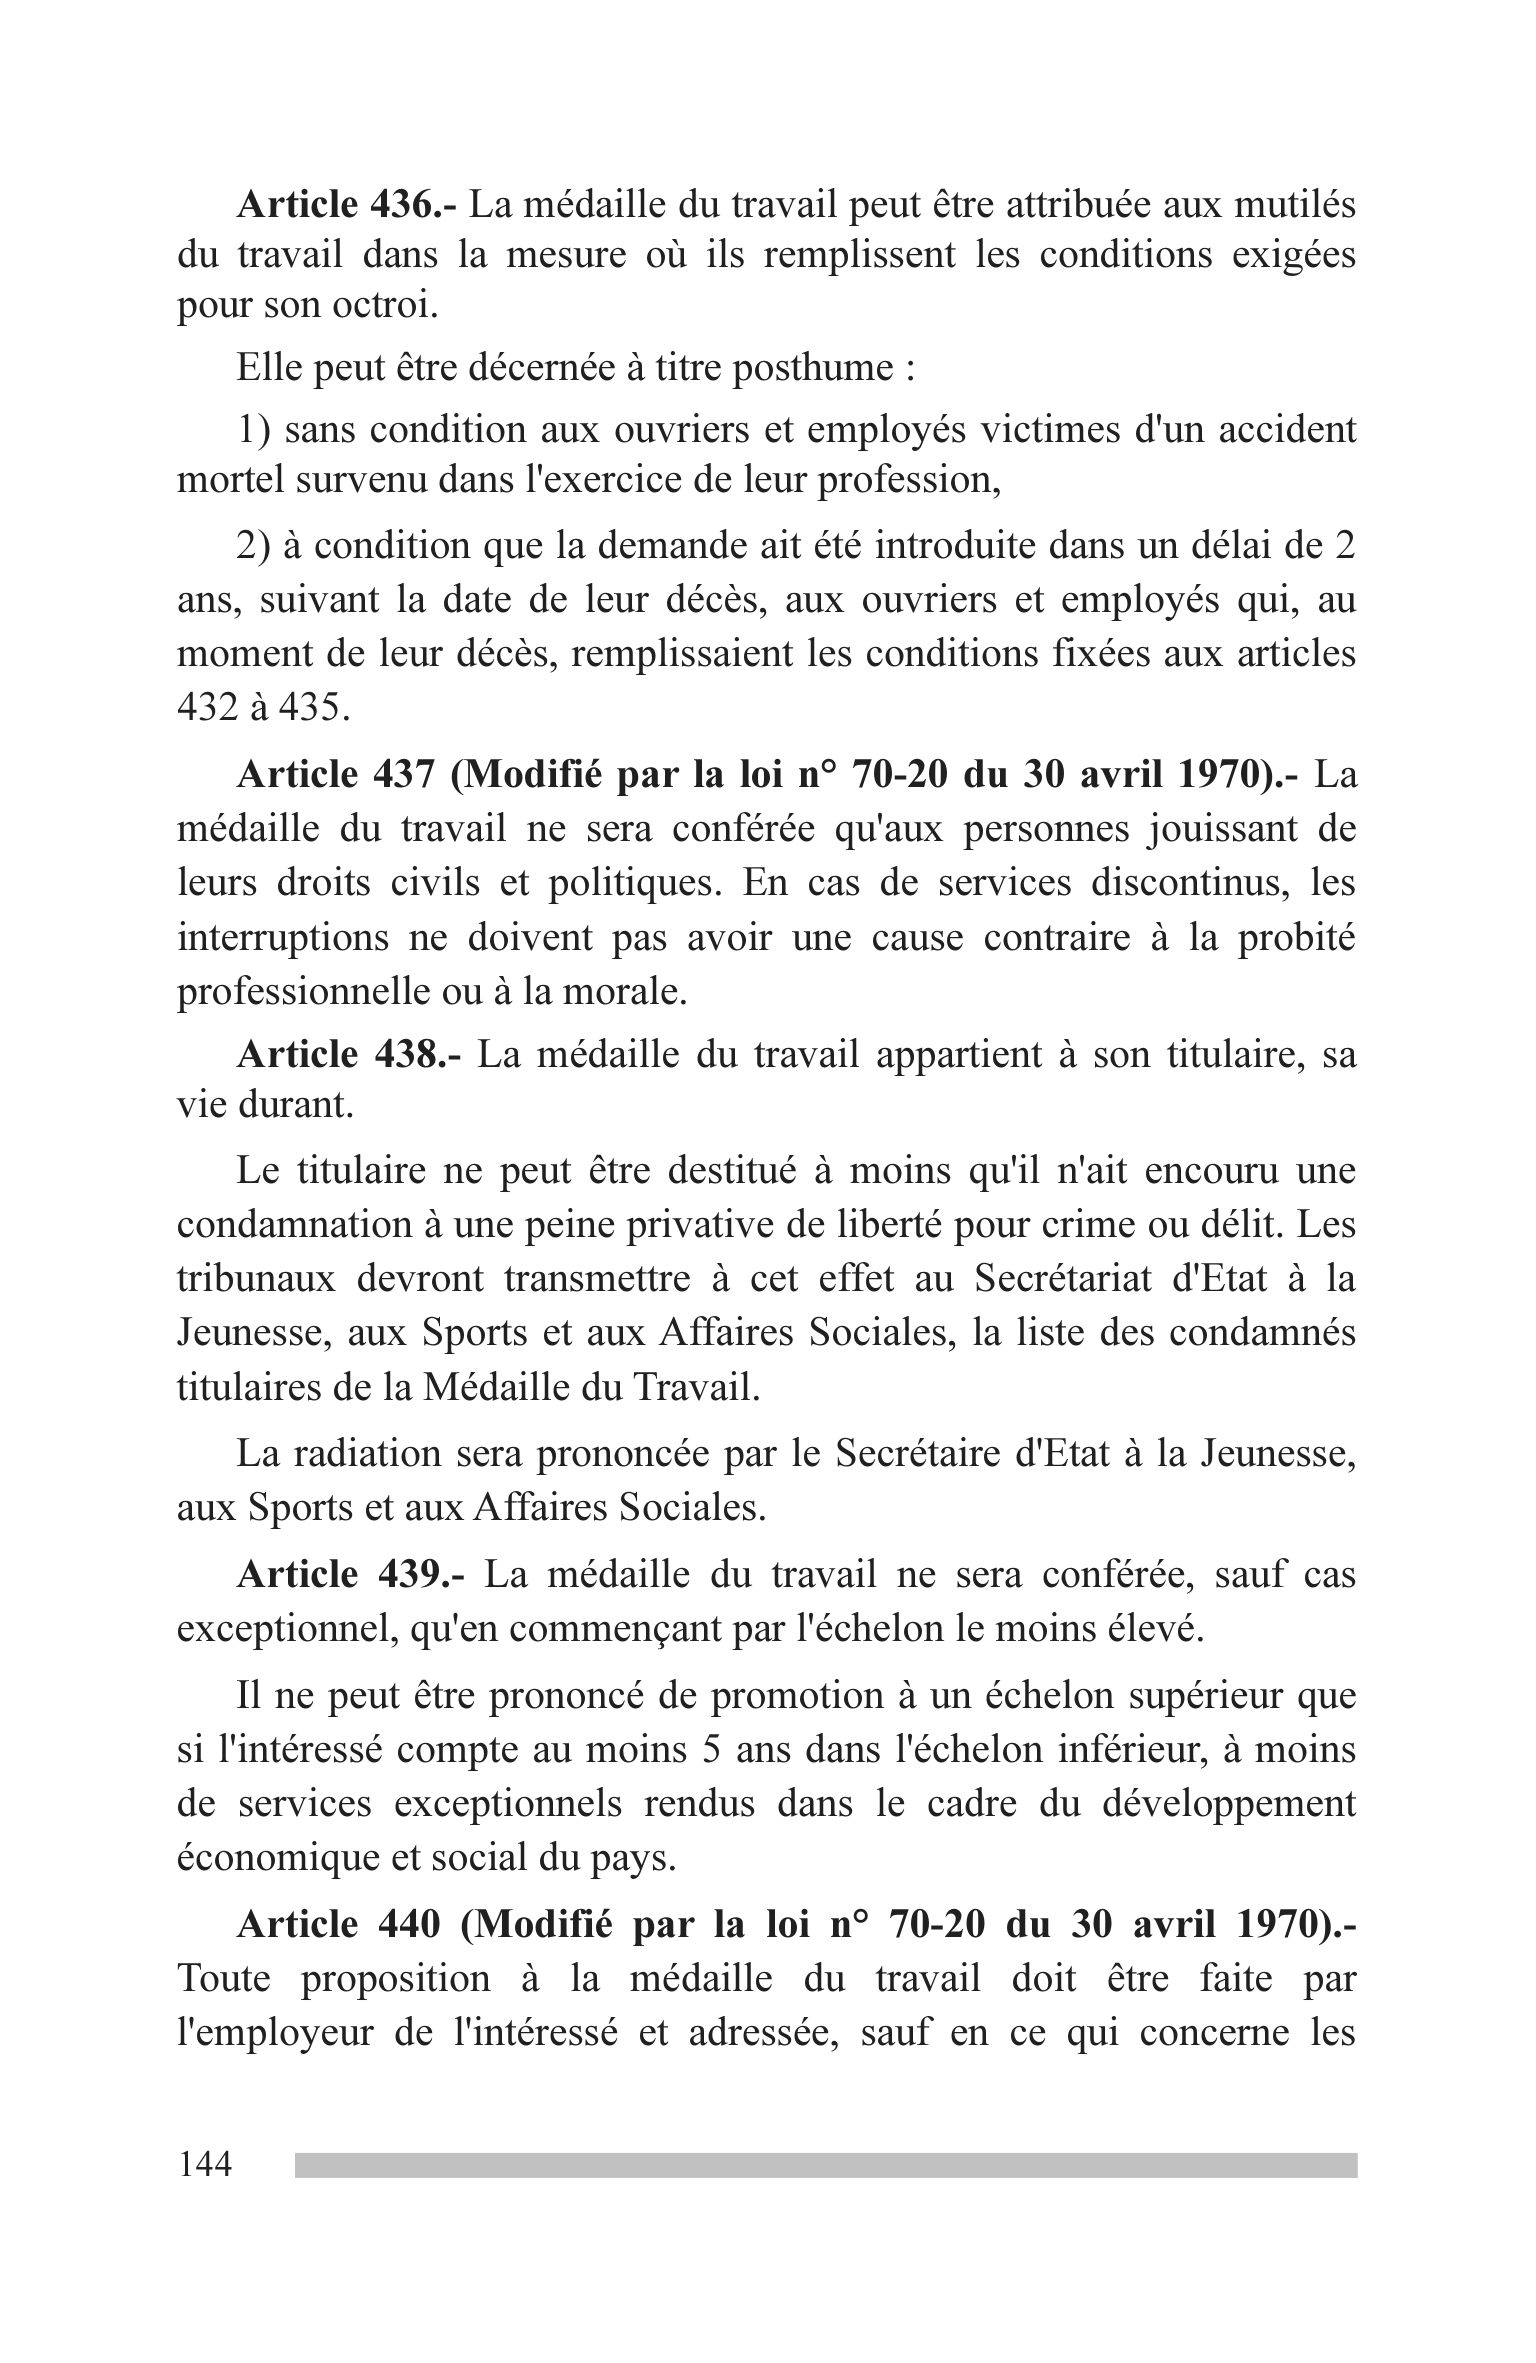 Article 436.- La médaille du travail peut être attribuée aux mutilés
du travail dans la mesure où ils remplissent les conditions exigées
pour son octroi.
Elle peut être décernée à titre posthume :
1) sans condition aux ouvriers et employés victimes d'un accident
mortel survenu dans l'exercice de leur profession,
2) à condition que la demande ait été introduite dans un délai de 2
ans, suivant la date de leur décès, aux ouvriers et employés qui, au
moment de leur décès, remplissaient les conditions fixées aux articles
432 à 435.
Article 437 (Modifié par la loi n° 70-20 du 30 avril 1970).- La
médaille du travail ne sera conférée qu'aux personnes jouissant de
leurs droits civils et politiques. En cas de services discontinus, les
interruptions ne doivent pas avoir une cause contraire à la probité
professionnelle ou à la morale.
Article 438.- La médaille du travail appartient à son titulaire, sa
vie durant.
Le titulaire ne peut être destitué à moins qu'il n'ait encouru une
condamnation à une peine privative de liberté pour crime ou délit. Les
tribunaux devront transmettre à cet effet au Secrétariat d'Etat à la
Jeunesse, aux Sports et aux Affaires Sociales, la liste des condamnés
titulaires de la Médaille du Travail.
La radiation sera prononcée par le Secrétaire d'Etat à la Jeunesse,
aux Sports et aux Affaires Sociales.
Article 439.- La médaille du travail ne sera conférée, sauf cas
exceptionnel, qu'en commençant par l'échelon le moins élevé.
Il ne peut être prononcé de promotion à un échelon supérieur que
si l'intéressé compte au moins 5 ans dans l'échelon inférieur, à moins
de services exceptionnels rendus dans le cadre du développement
économique et social du pays.
Article 440 (Modifié par la loi n° 70-20 du 30 avril 1970).-
Toute proposition à la médaille du travail doit être faite par
l'employeur de l'intéressé et adressée, sauf en ce qui concerne les
144